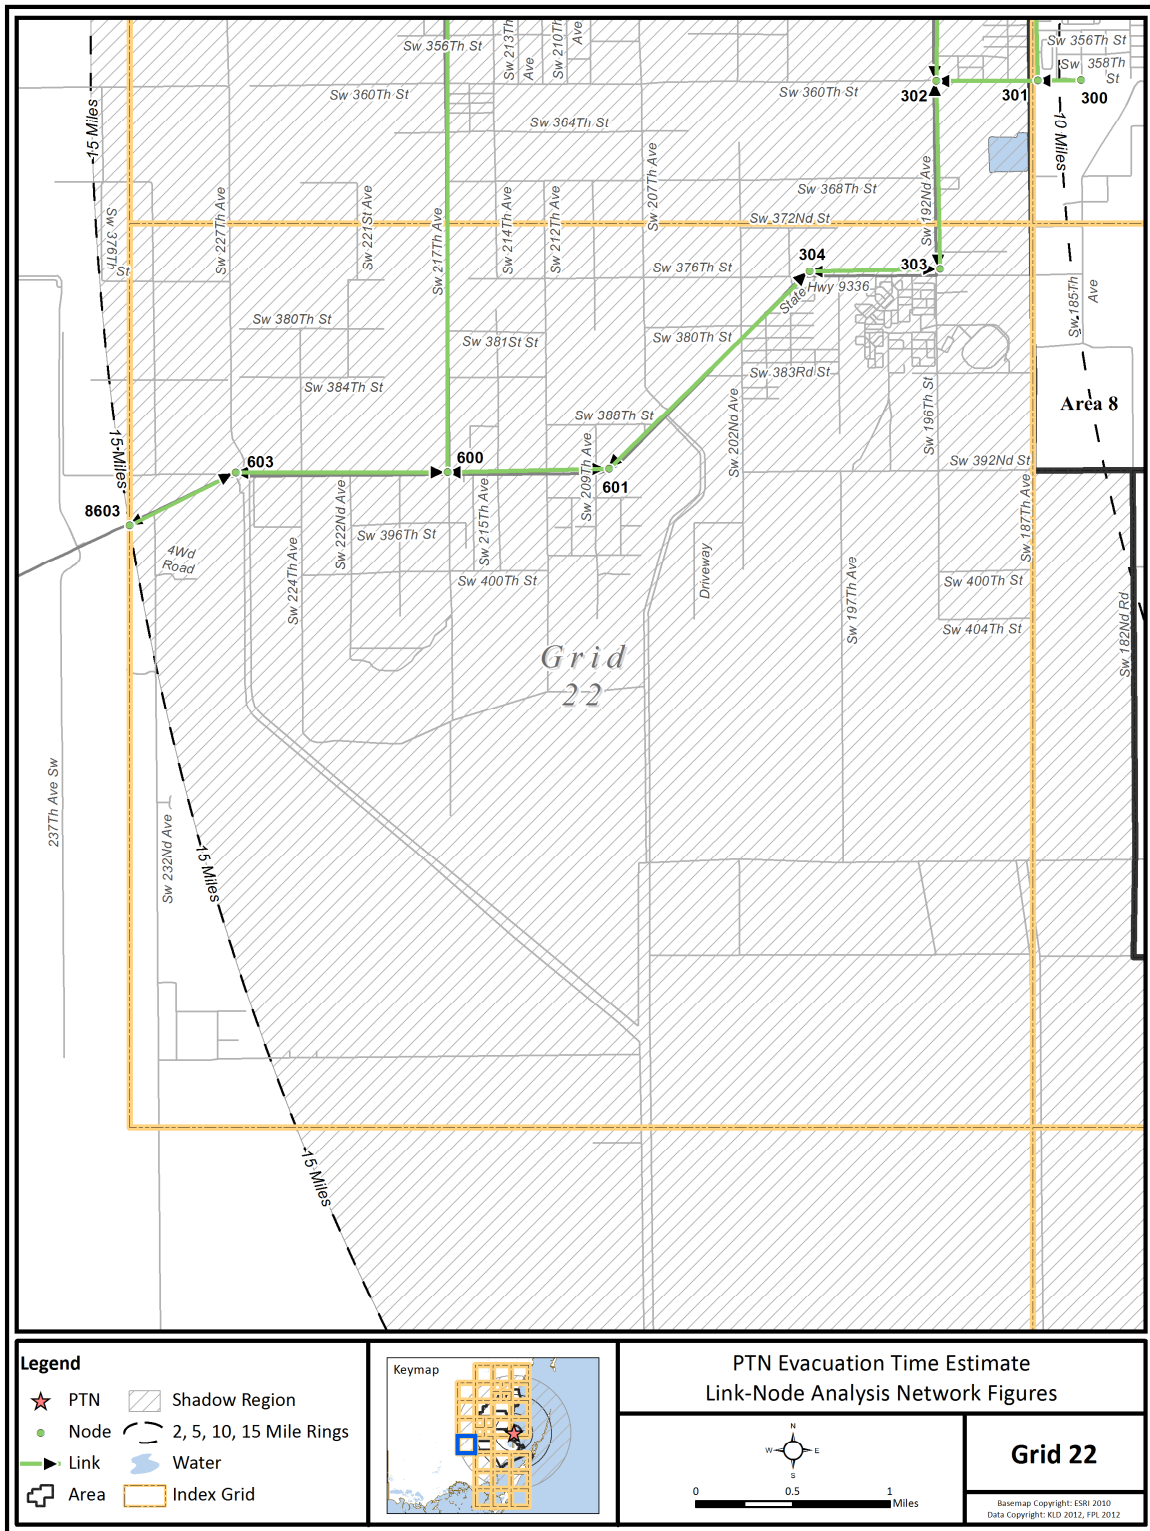 Sw 356Th St
Sw 213Th Ave
Sw 210Th Ave
Sw 356Th St
Sw 358Th St
Sw 360Th St
Sw 360Th St
302
301
300
15 Miles
Sw 364Th St
10 Miles
Sw 207Th Ave
Sw 368Th St
Sw 192Nd Ave
Sw 376Th St
Sw 227Th Ave
Sw 221St Ave
Sw 217Th Ave
Sw 214Th Ave
Sw 212Th Ave
Sw 372Nd St
304
303
Sw 376Th St
State Hwy 9336
Sw 185Th Ave
Sw 380Th St
Sw 381St St
Sw 380Th St
Sw 384Th St
Sw 383Rd St
Sw 196Th St
Area 8
Sw 388Th St
Sw 202Nd Ave
15 Miles
603
600
601
Sw 209Th Ave
Sw 392Nd St
8603
Sw 222Nd Ave
Sw 215Th Ave
Sw 187Th Ave
4Wd Road
Sw 396Th St
Sw 224Th Ave
Sw 400Th St
Driveway
Sw 197Th Ave
Sw 400Th St
Sw 404Th St
Sw 182Nd Rd
Grid
22
237Th Ave Sw
Sw 232Nd Ave
15 Miles
15 Miles
Legend
PTN
Shadow Region
Node
2, 5, 10, 15 Mile Rings
Link
Water
Area
Index Grid
Keymap
PTN Evacuation Time Estimate
Link-Node Analysis Network Figures
N
W
E
S
0
0.5
1
Miles
Grid 22
Basemap Copyright: ESRI 2010
Data Copyright: KLD 2012, FPL 2012